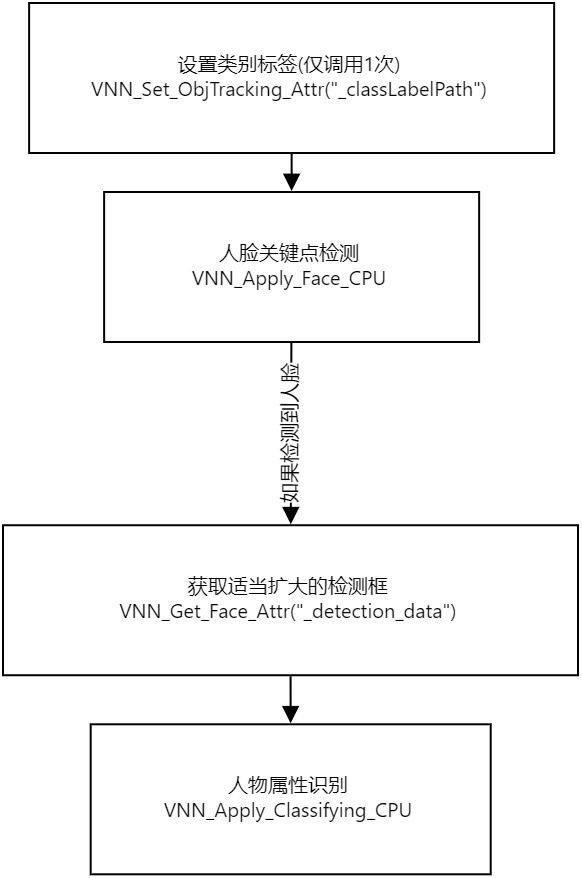 设置类别标签(仅调用1次)
VNN_Set_ObjTracking_Attr("_classLabelPath")
人脸关键点检测
VNN_Apply_Face_CPU
如果检测到人脸
获取适当扩大的检测框
VNN_Get_Face_Attr("_detection_data")
人物属性识别
VNN_Apply_Classifying_CPU